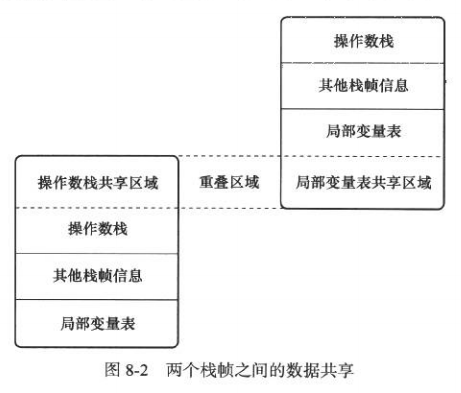 操作数栈
其他栈帧信息
局部变量表
操作数栈共享区域 重叠区域 局部变量表共享区域
操作数栈
其他栈帧信息
局部变量表
图 8-2 两个栈帧之间的数据共享